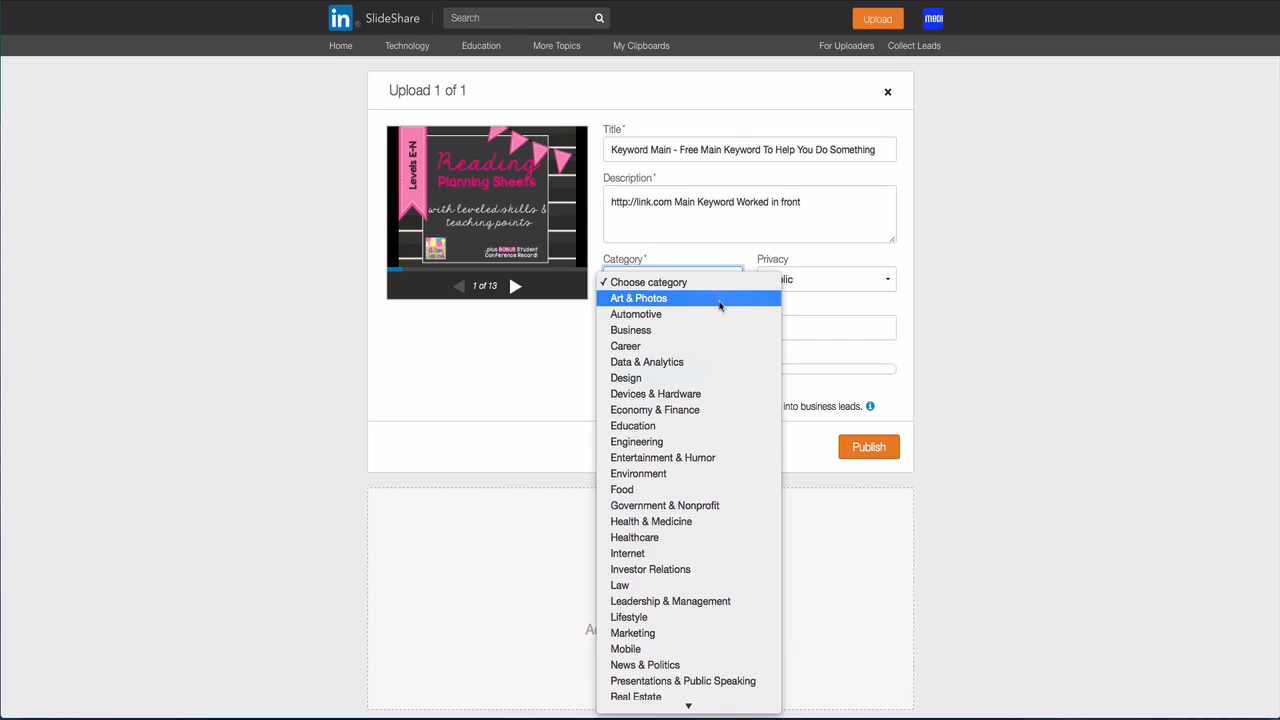 in SlideShare
Search
Upload
MODI
Home Technology Education More Topics My Clipboards For Uploaders Collect Leads
Upload 1 of 1
Levels E-N
Reading
Planning Sheets
with leveled skills &
teaching points
...plus BONUS Student
Conference Record!
1 of 13
Title*
Keyword Main - Free Main Keyword To Help You Do Something
Description*
http://link.com Main Keyword Worked in front
Category*
Privacy
✓ Choose category
Art & Photos
Automotive
Business
Career
Data & Analytics
Design
Devices & Hardware
Economy & Finance
Education
Engineering
Entertainment & Humor
Environment
Food
Government & Nonprofit
Health & Medicine
Healthcare
Internet
Investor Relations
Law
Leadership & Management
Lifestyle
Marketing
Mobile
News & Politics
Presentations & Public Speaking
Real Estate
into business leads.
Publish